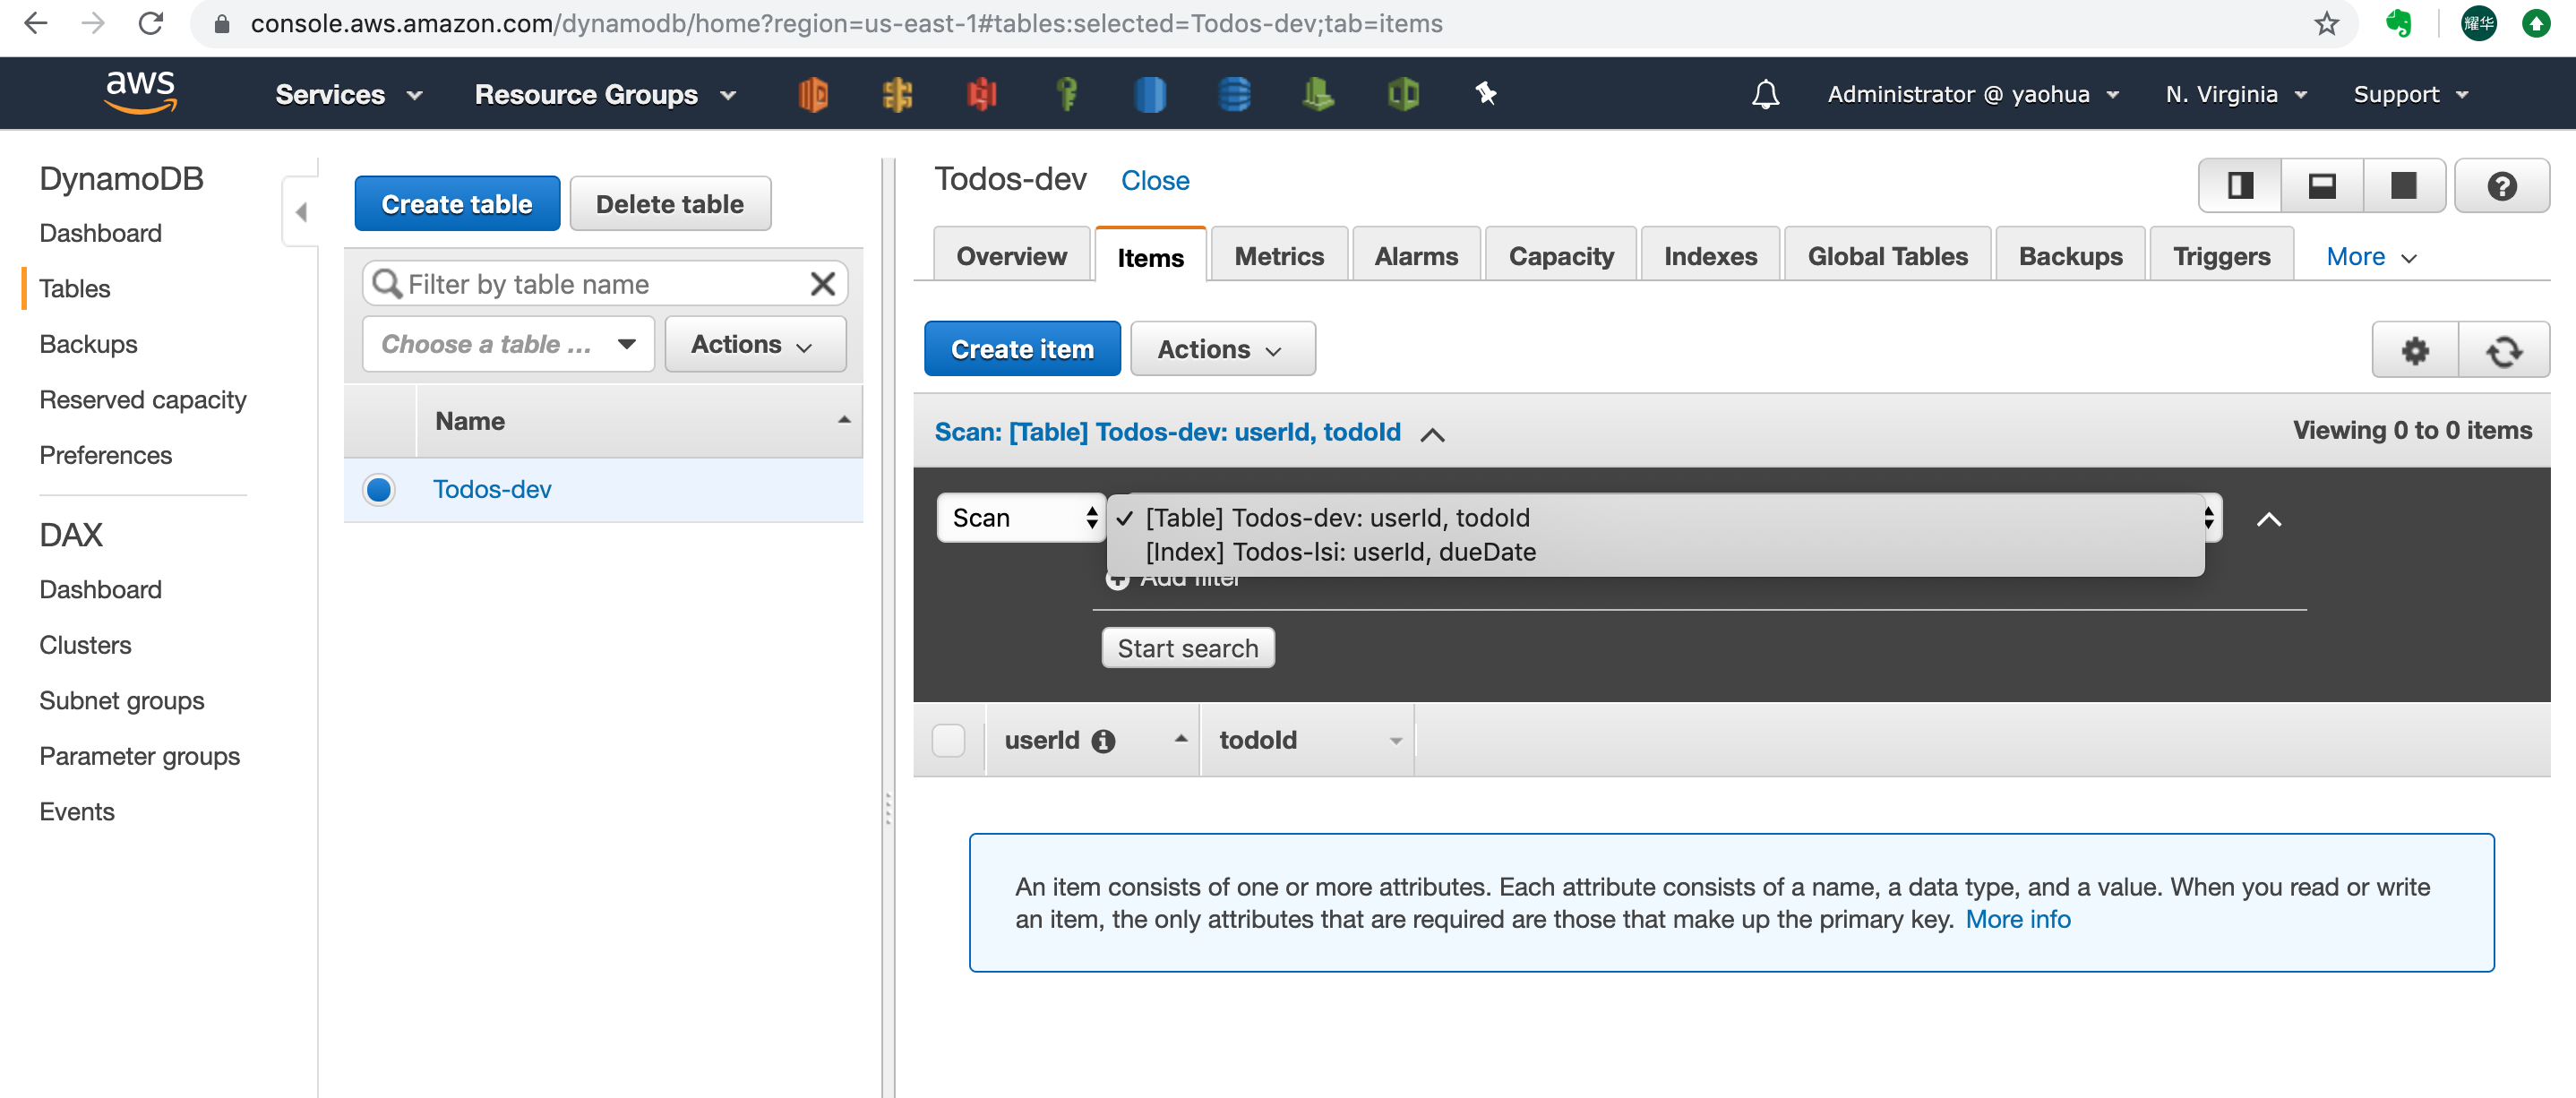 console.aws.amazon.com/dynamodb/home?region=us-east-1#tables:selected=Todos-dev;tab=items
耀华
aws
Services
Resource Groups
Administrator @ yaohua
N. Virginia
Support
DynamoDB
Dashboard
Tables
Backups
Reserved capacity
Preferences
DAX
Dashboard
Clusters
Subnet groups
Parameter groups
Events
Create table
Delete table
Filter by table name
Choose a table ...
Actions
Name
Todos-dev
Todos-dev
Close
Overview
Items
Metrics
Alarms
Capacity
Indexes
Global Tables
Backups
Triggers
More
Create item
Actions
Scan: [Table] Todos-dev: userId, todoId
Viewing 0 to 0 items
Scan
[Table] Todos-dev: userId, todoId
[Index] Todos-lsi: userId, dueDate
Add filter
Start search
userId
todoId
An item consists of one or more attributes. Each attribute consists of a name, a data type, and a value. When you read or write
an item, the only attributes that are required are those that make up the primary key. More info